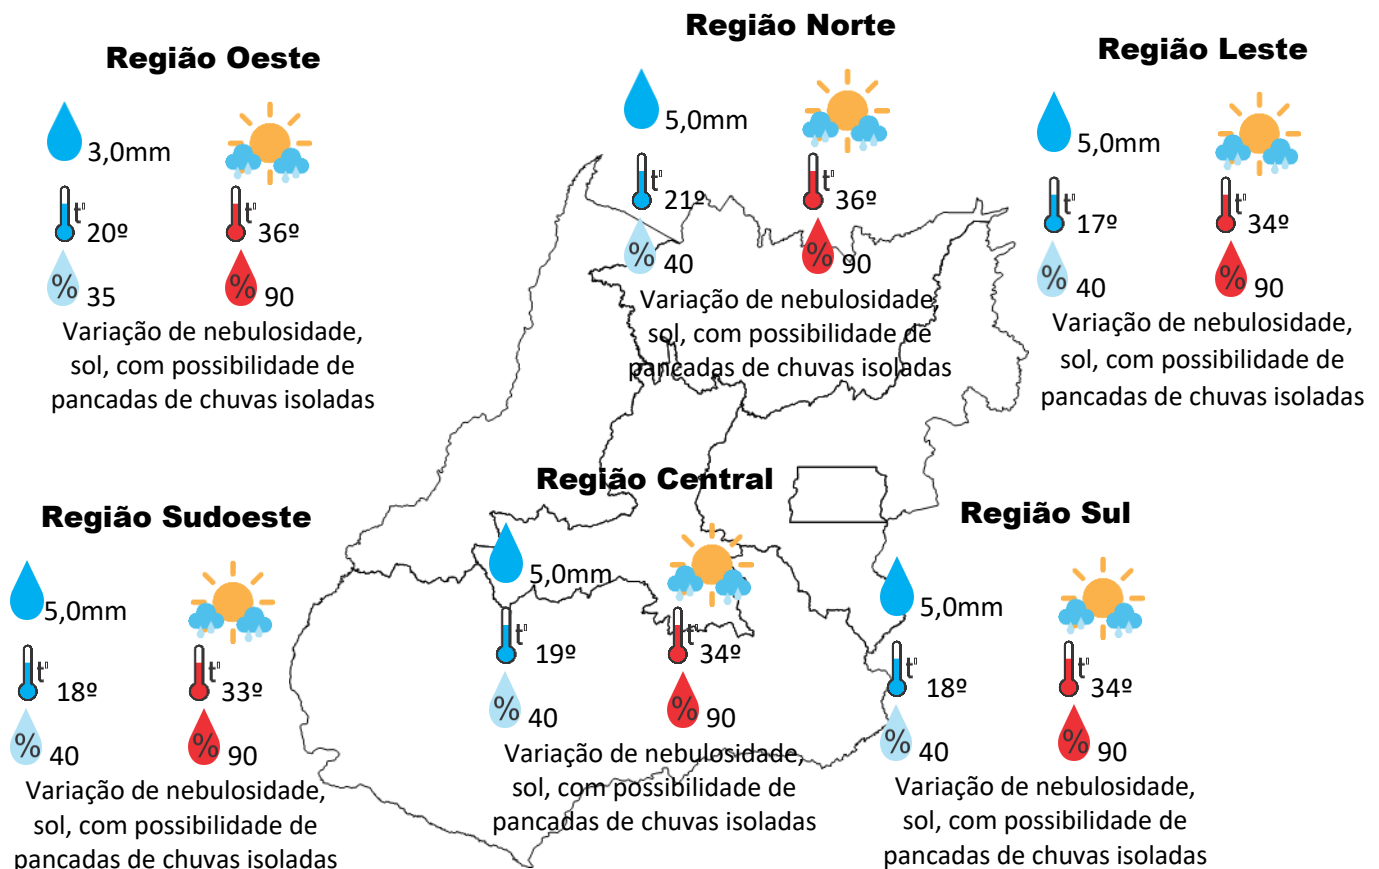 Região Oeste
3,0mm
t°
20º
t°
36º
%
35
%
90
Variação de nebulosidade,
sol, com possibilidade de
pancadas de chuvas isoladas
Região Norte
5,0mm
t°
21º
t°
36º
%
40
%
90
Variação de nebulosidade,
sol, com possibilidade de
pancadas de chuvas isoladas
Região Leste
5,0mm
t°
17º
t°
34º
%
40
%
90
Variação de nebulosidade,
sol, com possibilidade de
pancadas de chuvas isoladas
Região Sudoeste
5,0mm
t°
18º
t°
33º
%
40
%
90
Variação de nebulosidade,
sol, com possibilidade de
pancadas de chuvas isoladas
Região Central
5,0mm
t°
19º
t°
34º
%
40
%
90
Variação de nebulosidade,
sol, com possibilidade de
pancadas de chuvas isoladas
Região Sul
5,0mm
t°
18º
t°
34º
%
40
%
90
Variação de nebulosidade,
sol, com possibilidade de
pancadas de chuvas isoladas